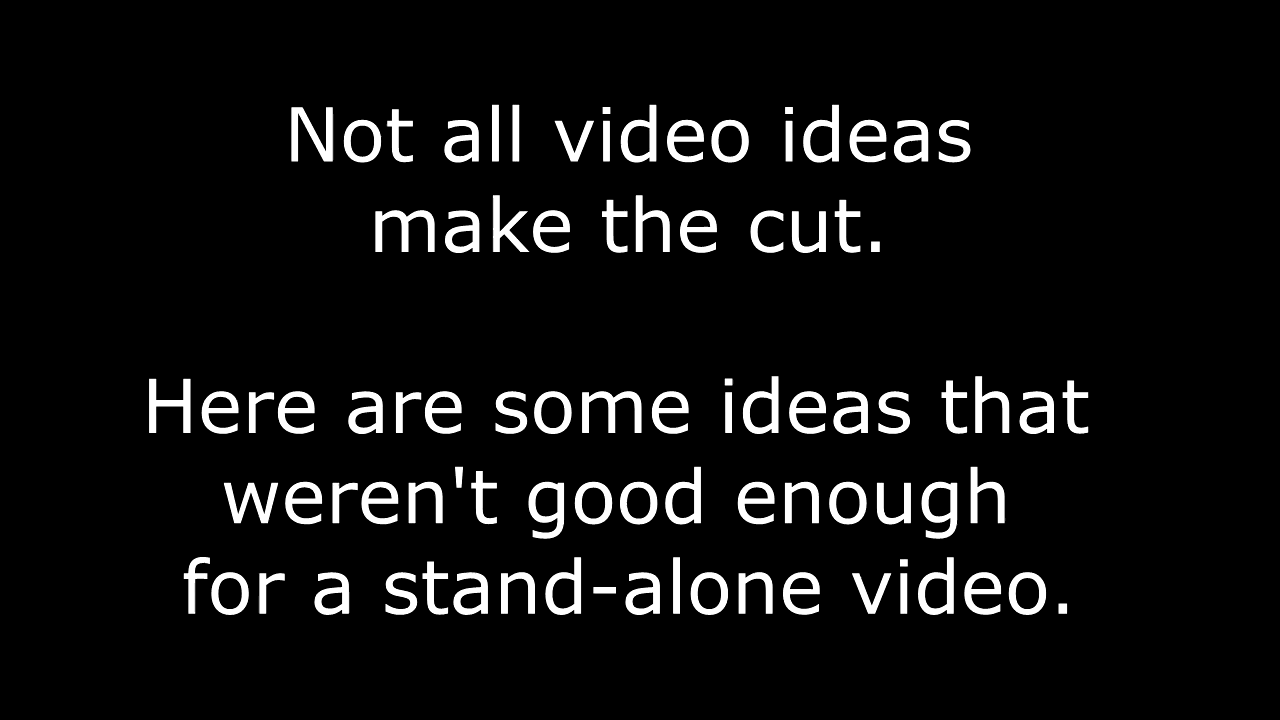 Not all video ideas
make the cut.
Here are some ideas that
weren't good enough
for a stand-alone video.